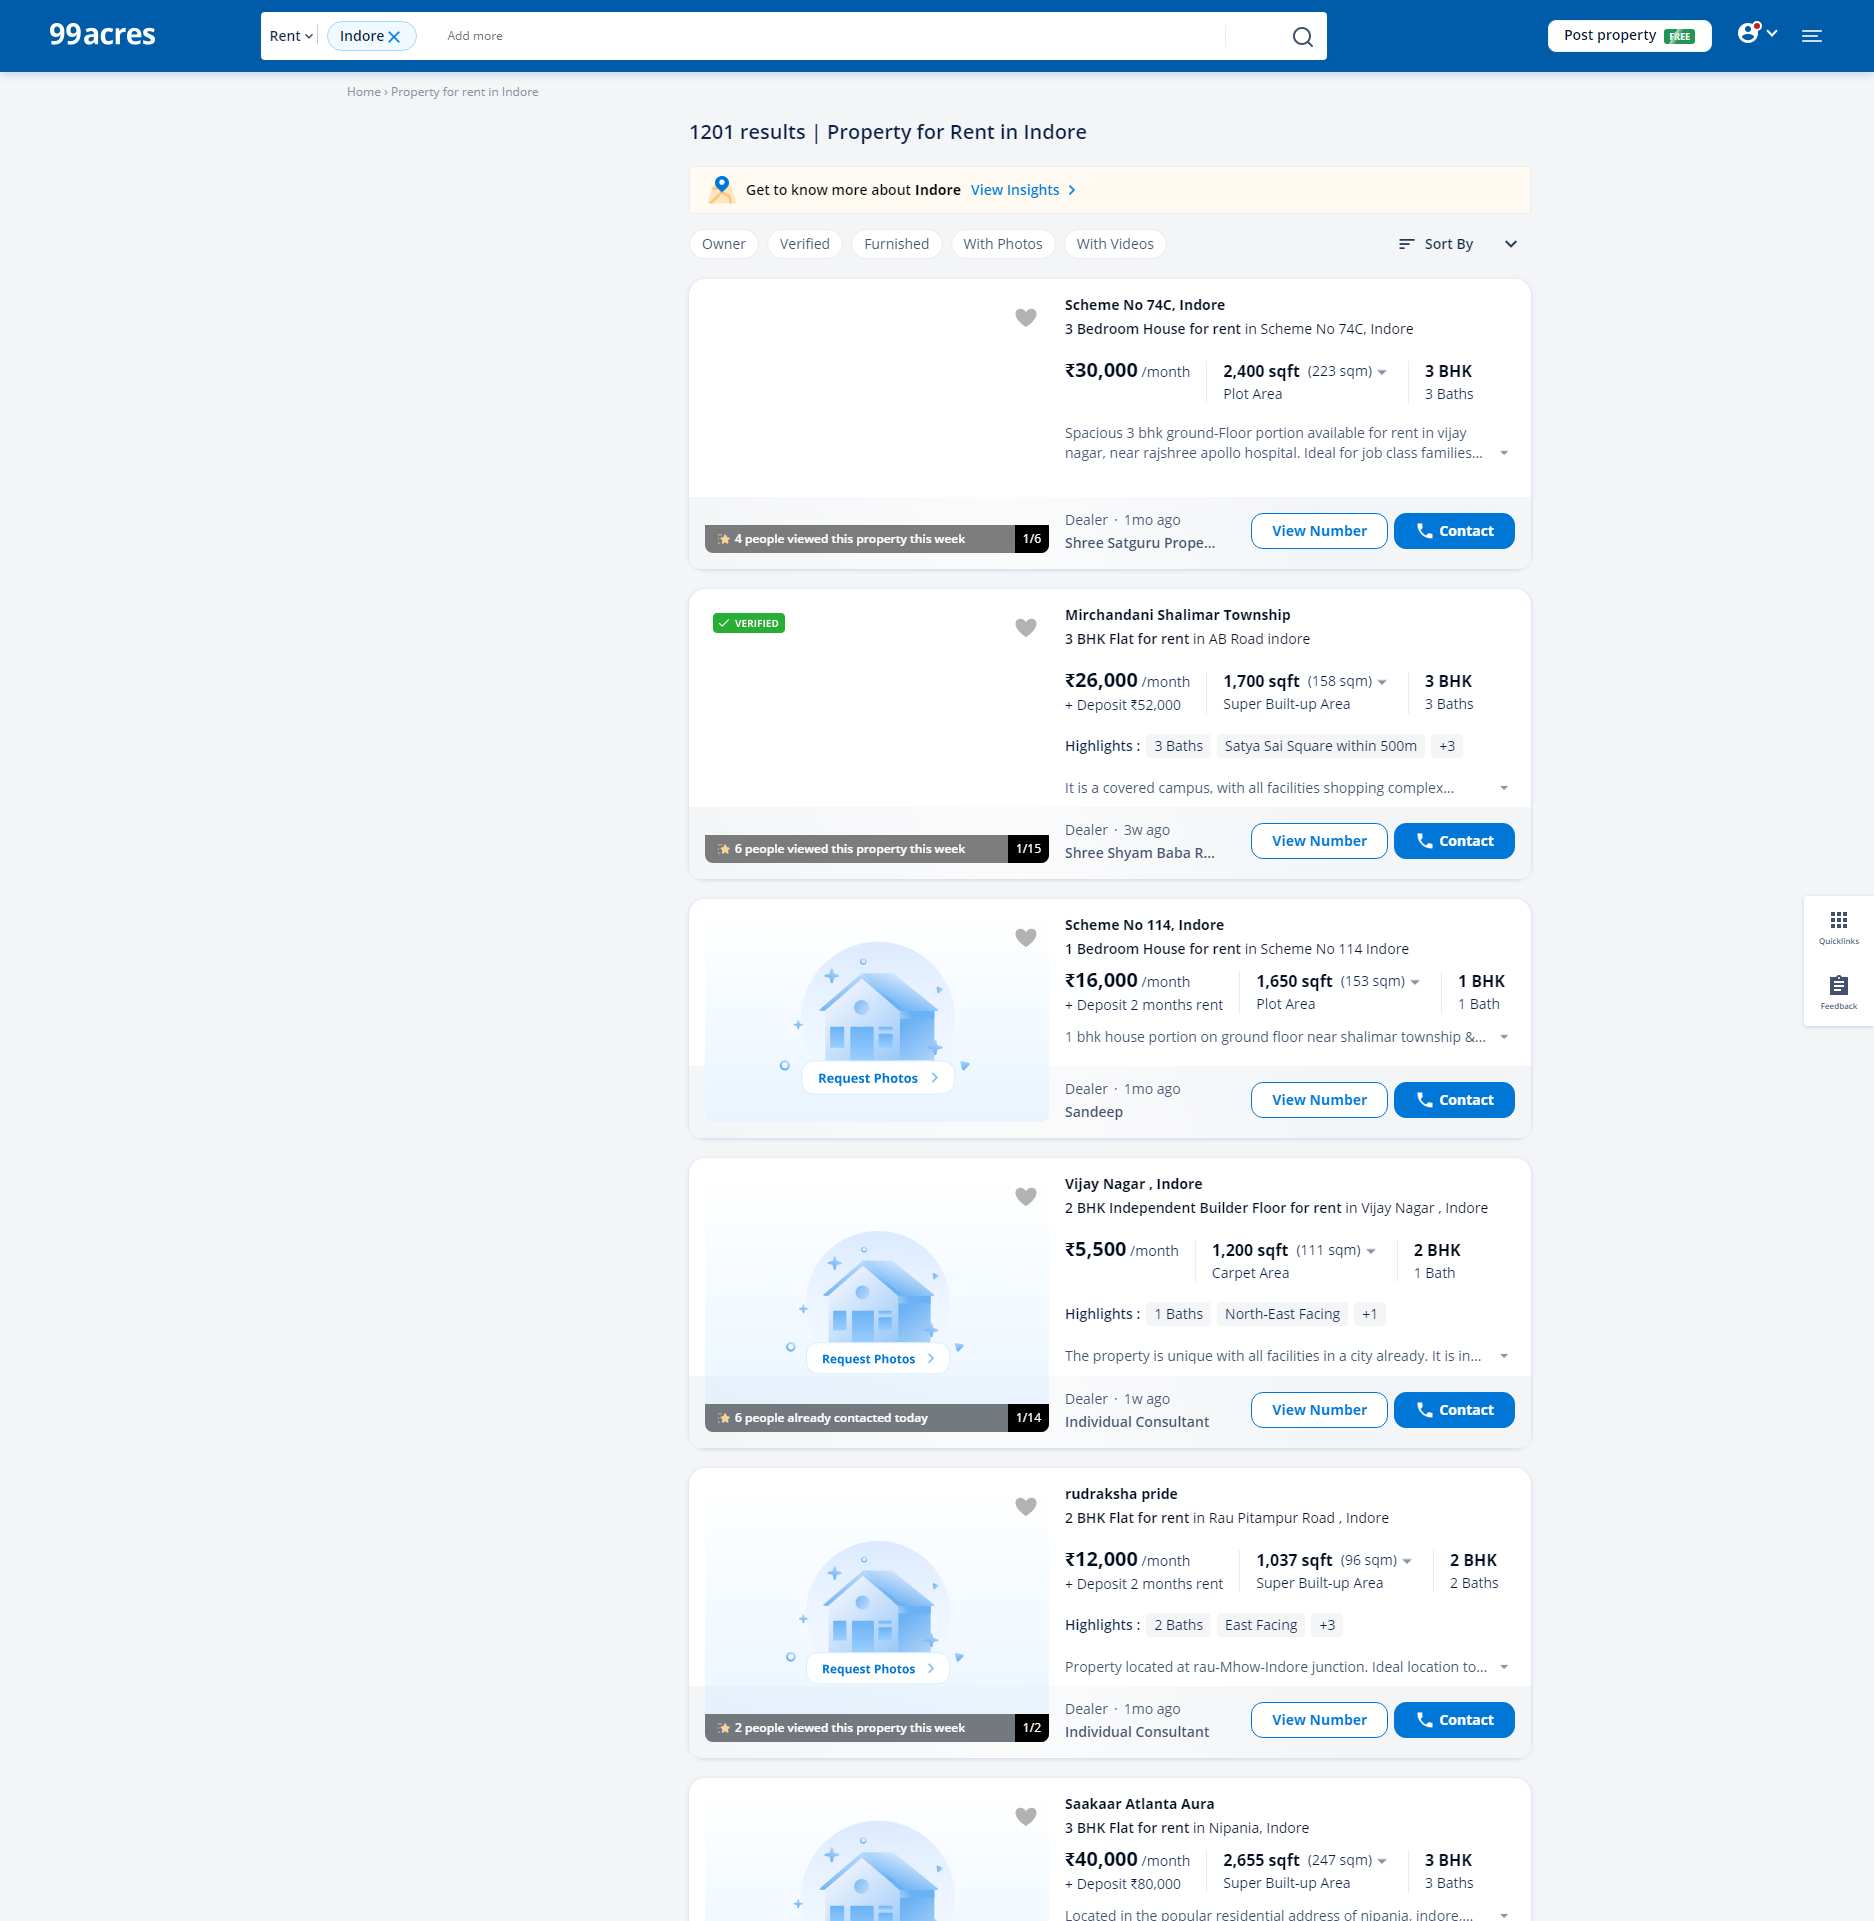 99acres
Rent
Indore
Add more
Post property FREE
Home › Property for rent in Indore
1201 results | Property for Rent in Indore
Get to know more about Indore View Insights
Owner Verified Furnished With Photos With Videos
Sort By
Scheme No 74C, Indore
3 Bedroom House for rent in Scheme No 74C, Indore
₹30,000 /month 2,400 sqft (223 sqm) 3 BHK
Plot Area 3 Baths
Spacious 3 bhk ground-Floor portion available for rent in vijay
nagar, near rajshree apollo hospital. Ideal for job class families...
4 people viewed this property this week 1/6
Dealer · 1mo ago
Shree Satguru Prope...
View Number Contact
VERIFIED
Mirchandani Shalimar Township
3 BHK Flat for rent in AB Road indore
₹26,000 /month 1,700 sqft (158 sqm) 3 BHK
+ Deposit ₹52,000 Super Built-up Area 3 Baths
Highlights : 3 Baths Satya Sai Square within 500m +3
It is a covered campus, with all facilities shopping complex...
6 people viewed this property this week 1/15
Dealer · 3w ago
Shree Shyam Baba R...
View Number Contact
Quicklinks
Feedback
Scheme No 114, Indore
1 Bedroom House for rent in Scheme No 114 Indore
₹16,000 /month 1,650 sqft (153 sqm) 1 BHK
+ Deposit 2 months rent Plot Area 1 Bath
1 bhk house portion on ground floor near shalimar township &...
Request Photos
Dealer · 1mo ago
Sandeep
View Number Contact
Vijay Nagar , Indore
2 BHK Independent Builder Floor for rent in Vijay Nagar , Indore
₹5,500 /month 1,200 sqft (111 sqm) 2 BHK
Carpet Area 1 Bath
Highlights : 1 Baths North-East Facing +1
The property is unique with all facilities in a city already. It is in...
Request Photos
6 people already contacted today 1/14
Dealer · 1w ago
Individual Consultant
View Number Contact
rudraksha pride
2 BHK Flat for rent in Rau Pitampur Road , Indore
₹12,000 /month 1,037 sqft (96 sqm) 2 BHK
+ Deposit 2 months rent Super Built-up Area 2 Baths
Highlights : 2 Baths East Facing +3
Property located at rau-Mhow-Indore junction. Ideal location to...
Request Photos
2 people viewed this property this week 1/2
Dealer · 1mo ago
Individual Consultant
View Number Contact
Saakaar Atlanta Aura
3 BHK Flat for rent in Nipania, Indore
₹40,000 /month 2,655 sqft (247 sqm) 3 BHK
+ Deposit ₹80,000 Super Built-up Area 3 Baths
Located in the popular residential address of nipania, indore,...